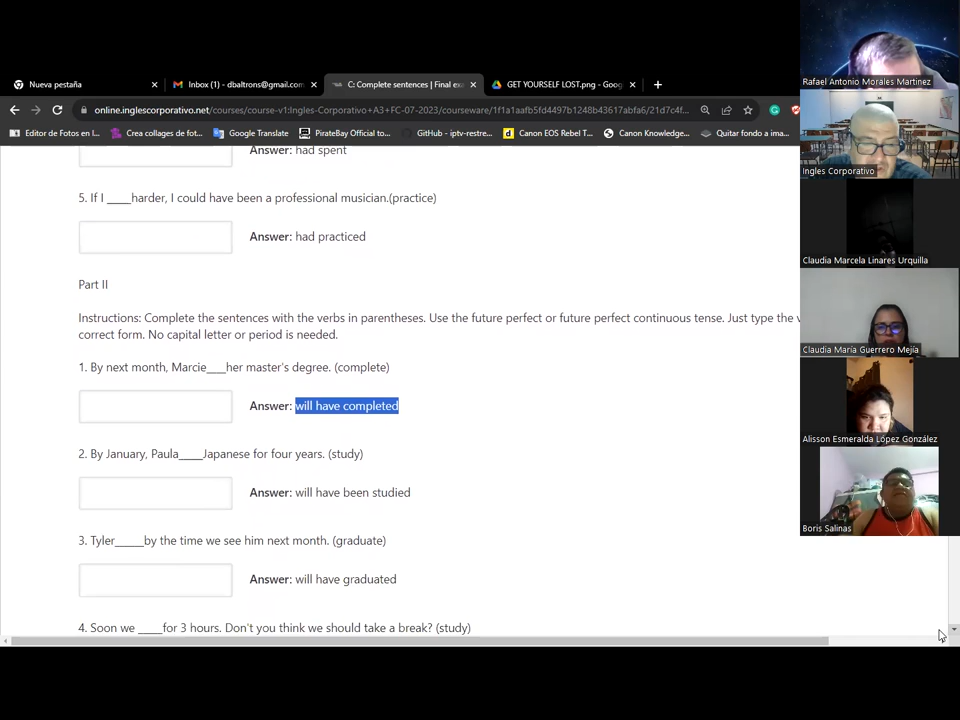 Nueva pestaña
Inbox (1) - dbaltrons@gmail.com
C: Complete sentences | Final exa
GET YOURSELF LOST.png - Goog
online.inglescorporativo.net/courses/course-v1:Ingles-Corporativo+A3+FC-07-2023/courseware/1f1a1aafb5fd4497b1248b43617abfa6/21d7c4f...
Editor de Fotos en l...
Crea collages de fot...
Google Translate
PirateBay Official to...
GitHub - iptv-restre...
Canon EOS Rebel T...
Canon Knowledge...
Quitar fondo a ima...
Answer: had spent
5. If I ____harder, I could have been a professional musician.(practice)
Answer: had practiced
Part II
Instructions: Complete the sentences with the verbs in parentheses. Use the future perfect or future perfect continuous tense. Just type the v
correct form. No capital letter or period is needed.
1. By next month, Marcie___her master's degree. (complete)
Answer: will have completed
2. By January, Paula____Japanese for four years. (study)
Answer: will have been studied
3. Tyler_____by the time we see him next month. (graduate)
Answer: will have graduated
4. Soon we ____for 3 hours. Don't you think we should take a break? (study)
Rafael Antonio Morales Martinez
Ingles Corporativo
Claudia Marcela Linares Urquilla
Claudia María Guerrero Mejía
Alisson Esmeralda López González
Boris Salinas